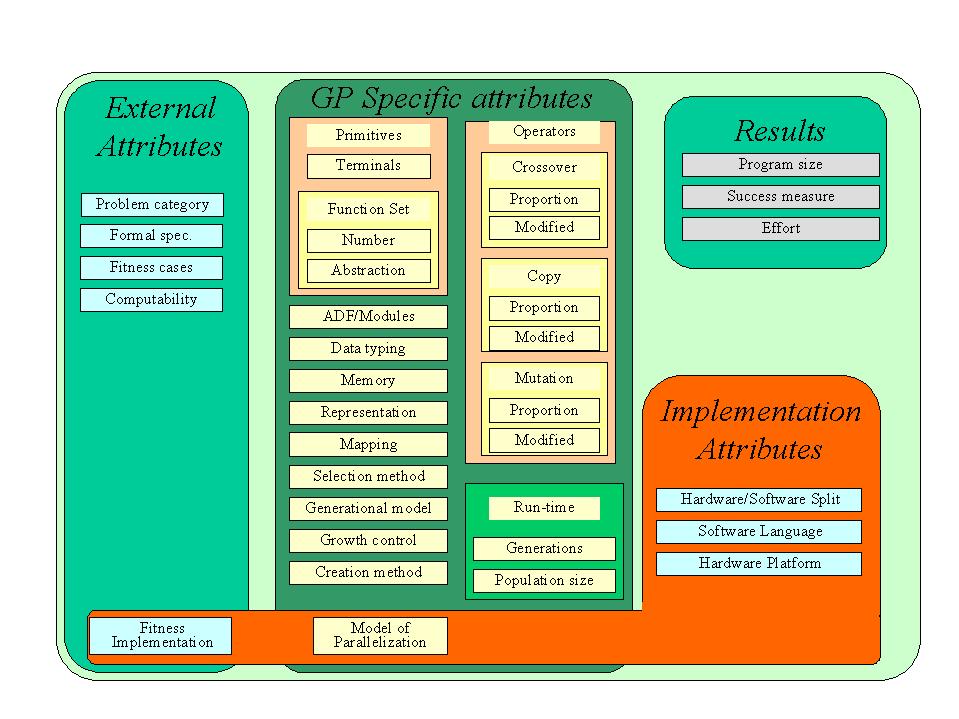 External
Attributes
Problem category
Formal spec.
Fitness cases
Computability
GP Specific attributes
Primitives
Terminals
Function Set
Number
Abstraction
ADF/Modules
Data typing
Memory
Representation
Mapping
Selection method
Generational model
Growth control
Creation method
Operators
Crossover
Proportion
Modified
Copy
Proportion
Modified
Mutation
Proportion
Modified
Run-time
Generations
Population size
Results
Program size
Success measure
Effort
Implementation
Attributes
Hardware/Software Split
Software Language
Hardware Platform
Fitness
Implementation
Model of
Parallelization